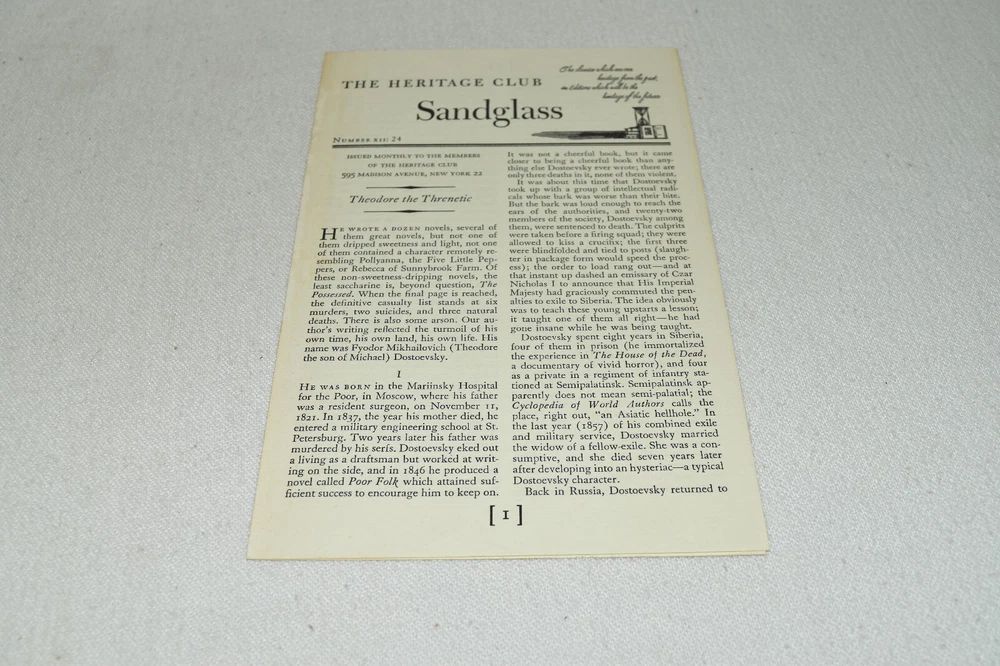 THE HERITAGE CLUB
The classics which are our
heritage from the past,
in Editions which will be the
heritage of the future
Sandglass
NUMBER XII: 24
ISSUED MONTHLY TO THE MEMBERS
OF THE HERITAGE CLUB
595 MADISON AVENUE, NEW YORK 22
Theodore the Threnetic
HE WROTE A DOZEN novels, several of
them great novels, but not one of
them dripped sweetness and light, not one
of them contained a character remotely re-
sembling Pollyanna, the Five Little Pep-
pers, or Rebecca of Sunnybrook Farm. Of
these non-sweetness-dripping novels, the
least saccharine is, beyond question, The
Possessed. When the final page is reached,
the definitive casualty list stands at six
murders, two suicides, and three natural
deaths. There is also some arson. Our au-
thor's writing reflected the turmoil of his
own time, his own land, his own life. His
name was Fyodor Mikhailovich (Theodore
the son of Michael) Dostoevsky.
I
HE WAS BORN in the Mariinsky Hospital
for the Poor, in Moscow, where his father
was a resident surgeon, on November 11,
1821. In 1837, the year his mother died, he
entered a military engineering school at St.
Petersburg. Two years later his father was
murdered by his serfs. Dostoevsky eked out
a living as a draftsman but worked at writ-
ing on the side, and in 1846 he produced a
novel called Poor Folk which attained suf-
ficient success to encourage him to keep on.
It was not a cheerful book, but it came
closer to being a cheerful book than any-
thing else Dostoevsky ever wrote; there are
only three deaths in it, none of them violent.
It was about this time that Dostoevsky
took up with a group of intellectual radi-
cals whose bark was worse than their bite.
But the bark was loud enough to reach the
ears of the authorities, and twenty-two
members of the society, Dostoevsky among
them, were sentenced to death. The culprits
were taken before a firing squad; they were
allowed to kiss a crucifix; the first three
were blindfolded and tied to posts (slaugh-
ter in package form would speed the proc-
ess); the order to load rang out—and at
that instant up dashed an emissary of Czar
Nicholas I to announce that His Imperial
Majesty had graciously commuted the pen-
alties to exile to Siberia. The idea obviously
was to teach these young upstarts a lesson;
it taught one of them all right—he had
gone insane while he was being taught.
Dostoevsky spent eight years in Siberia,
four of them in prison (he immortalized
the experience in The House of the Dead,
a documentary of vivid horror), and four
as a private in a regiment of infantry sta-
tioned at Semipalatinsk. Semipalatinsk ap-
parently does not mean semi-palatial; the
Cyclopedia of World Authors calls the
place, right out, "an Asiatic hellhole." In
the last year (1857) of his combined exile
and military service, Dostoevsky married
the widow of a fellow-exile. She was a con-
sumptive, and she died seven years later
after developing into an hysteriac—a typical
Dostoevsky character.
Back in Russia, Dostoevsky returned to
[ I ]